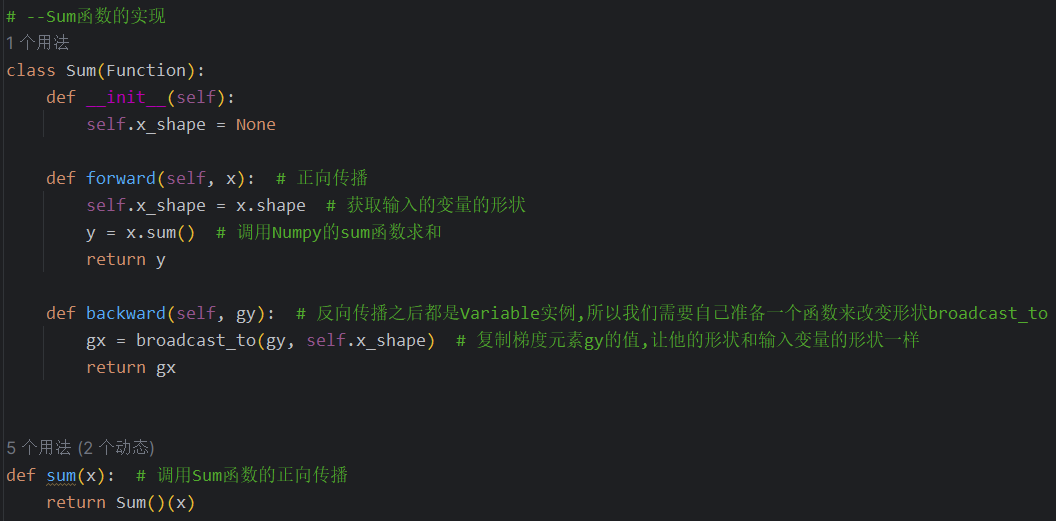 # --Sum函数的实现
1 个用法
class Sum(Function):
    def __init__(self):
        self.x_shape = None
    def forward(self, x):  # 正向传播
        self.x_shape = x.shape  # 获取输入的变量的形状
        y = x.sum()  # 调用Numpy的sum函数求和
        return y
    def backward(self, gy):  # 反向传播之后都是Variable实例,所以我们需要自己准备一个函数来改变形状broadcast_to
        gx = broadcast_to(gy, self.x_shape)  # 复制梯度元素gy的值,让他的形状和输入变量的形状一样
        return gx
5 个用法 (2 个动态)
def sum(x):  # 调用Sum函数的正向传播
    return Sum()(x)